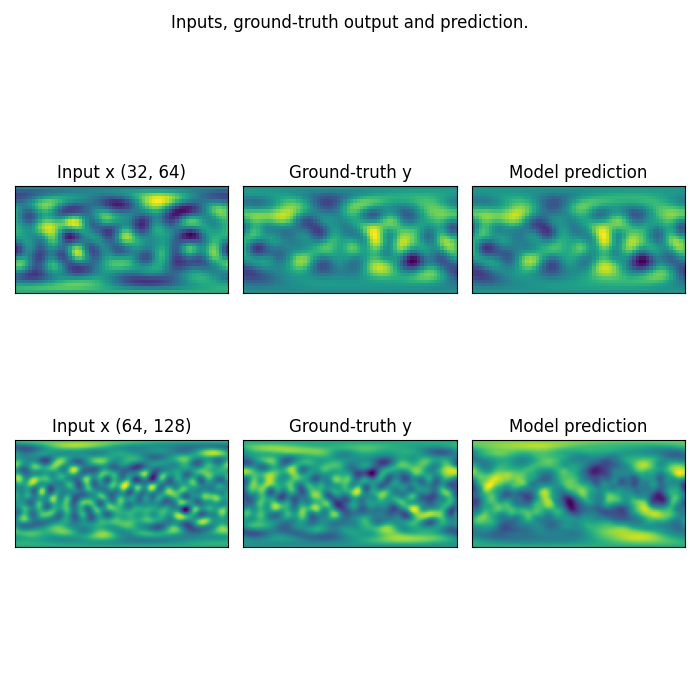 Inputs, ground-truth output and prediction.
Input x (32, 64)
Ground-truth y
Model prediction
Input x (64, 128)
Ground-truth y
Model prediction